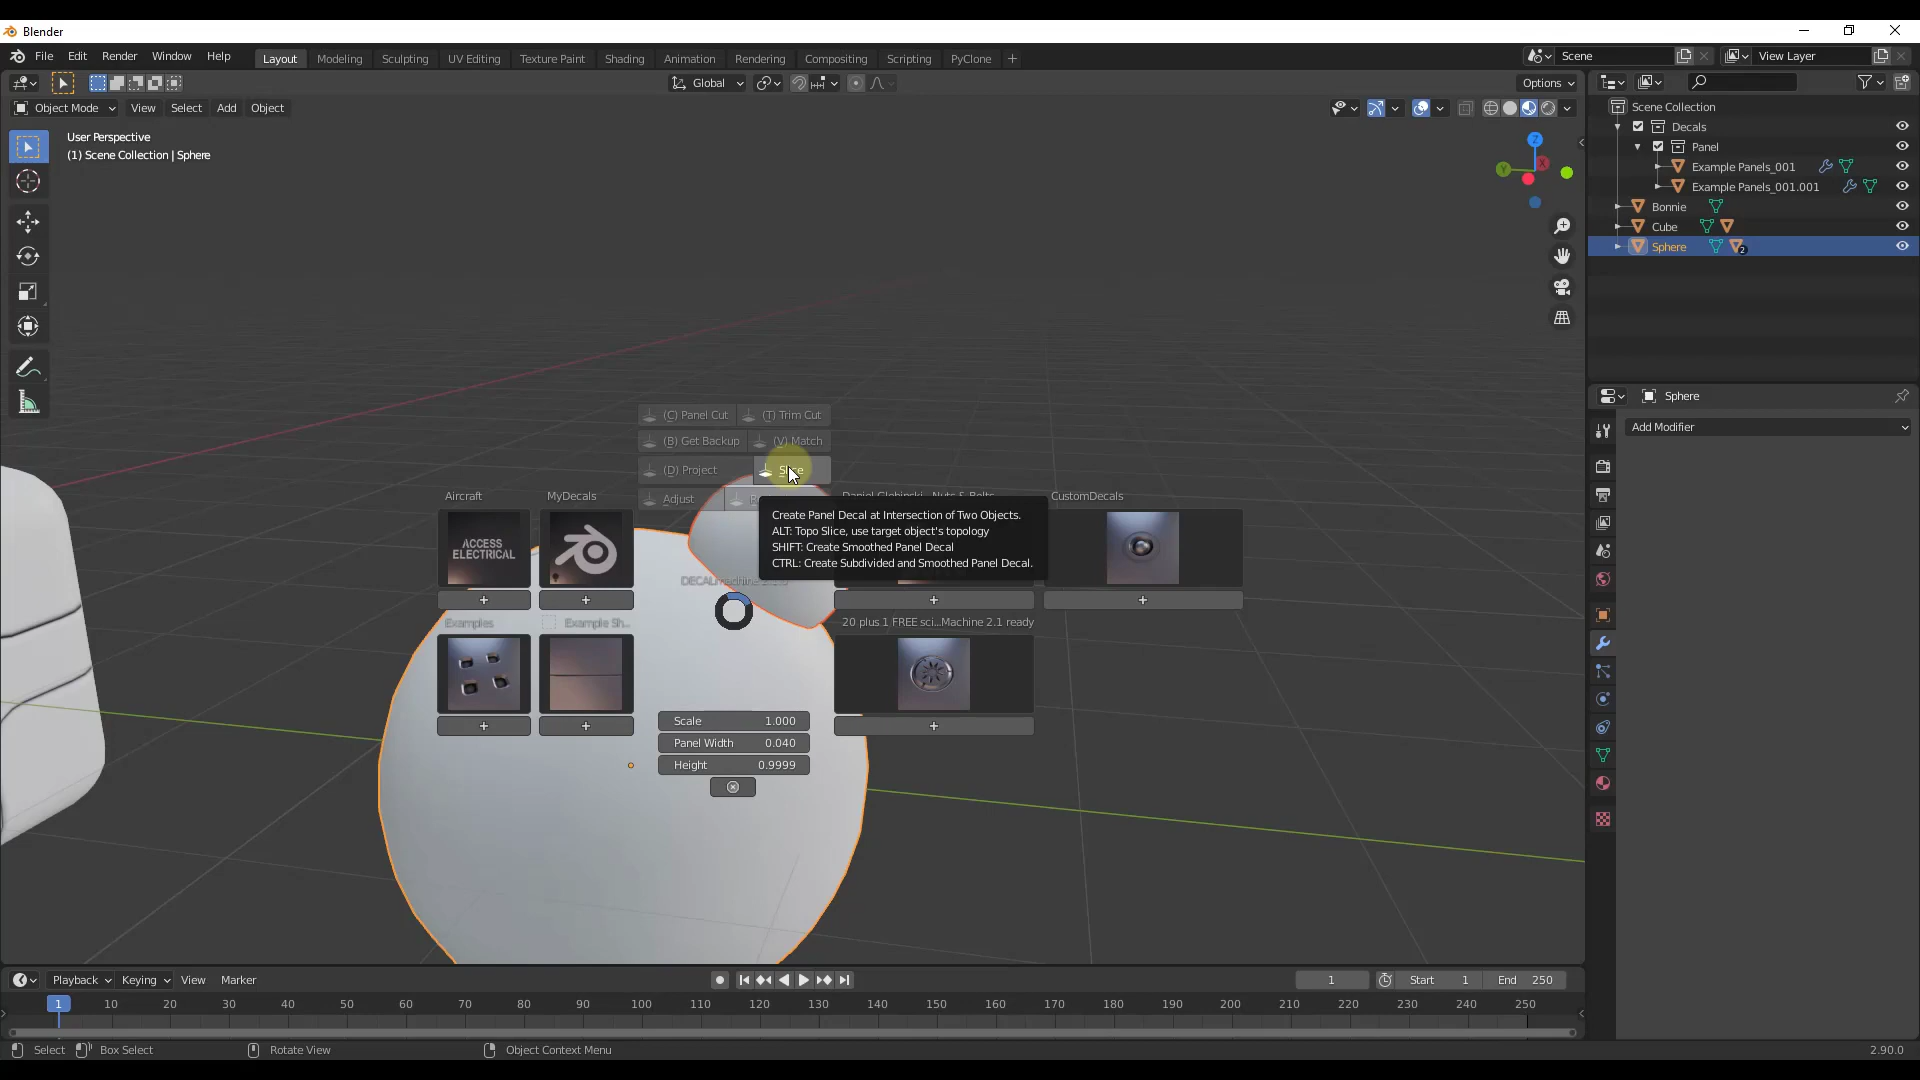 Blender
File Edit Render Window Help
Layout Modeling Sculpting UV Editing Texture Paint Shading Animation Rendering Compositing Scripting PyClone +
Scene
View Layer
Global
Options
Object Mode View Select Add Object
User Perspective
(1) Scene Collection | Sphere
Z
X
Y
Scene Collection
Decals
Panel
Example Panels_001
Example Panels_001.001
Bonnie
Cube
Sphere
2
Sphere
Add Modifier
(C) Panel Cut
(T) Trim Cut
(B) Get Backup
(V) Match
(D) Project
Slice
Adjust
Aircraft
MyDecals
CustomDecals
Create Panel Decal at Intersection of Two Objects.
ALT: Topo Slice, use target object's topology
SHIFT: Create Smoothed Panel Decal
CTRL: Create Subdivided and Smoothed Panel Decal.
ACCESS
ELECTRICAL
Examples
Example Sh...
20 plus 1 FREE sci...Machine 2.1 ready
Scale 1.000
Panel Width 0.040
Height 0.9999
Playback Keying View Marker
1
Start 1
End 250
1 10 20 30 40 50 60 70 80 90 100 110 120 130 140 150 160 170 180 190 200 210 220 230 240 250
Select
Box Select
Rotate View
Object Context Menu
2.90.0